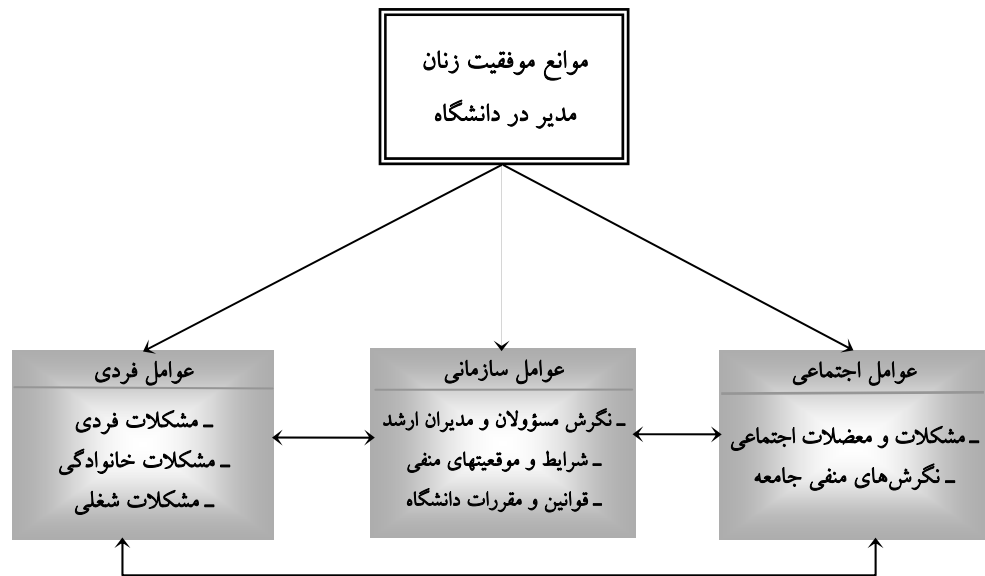 موانع موفقیت زنان
مدیر در دانشگاه
عوامل اجتماعی
ـ مشکلات و معضلات اجتماعی
ـ نگرش‌های منفی جامعه
عوامل سازمانی
ـ نگرش مسؤولان و مدیران ارشد
ـ شرایط و موقعیتهای منفی
ـ قوانین و مقررات دانشگاه
عوامل فردی
ـ مشکلات فردی
ـ مشکلات خانوادگی
ـ مشکلات شغلی